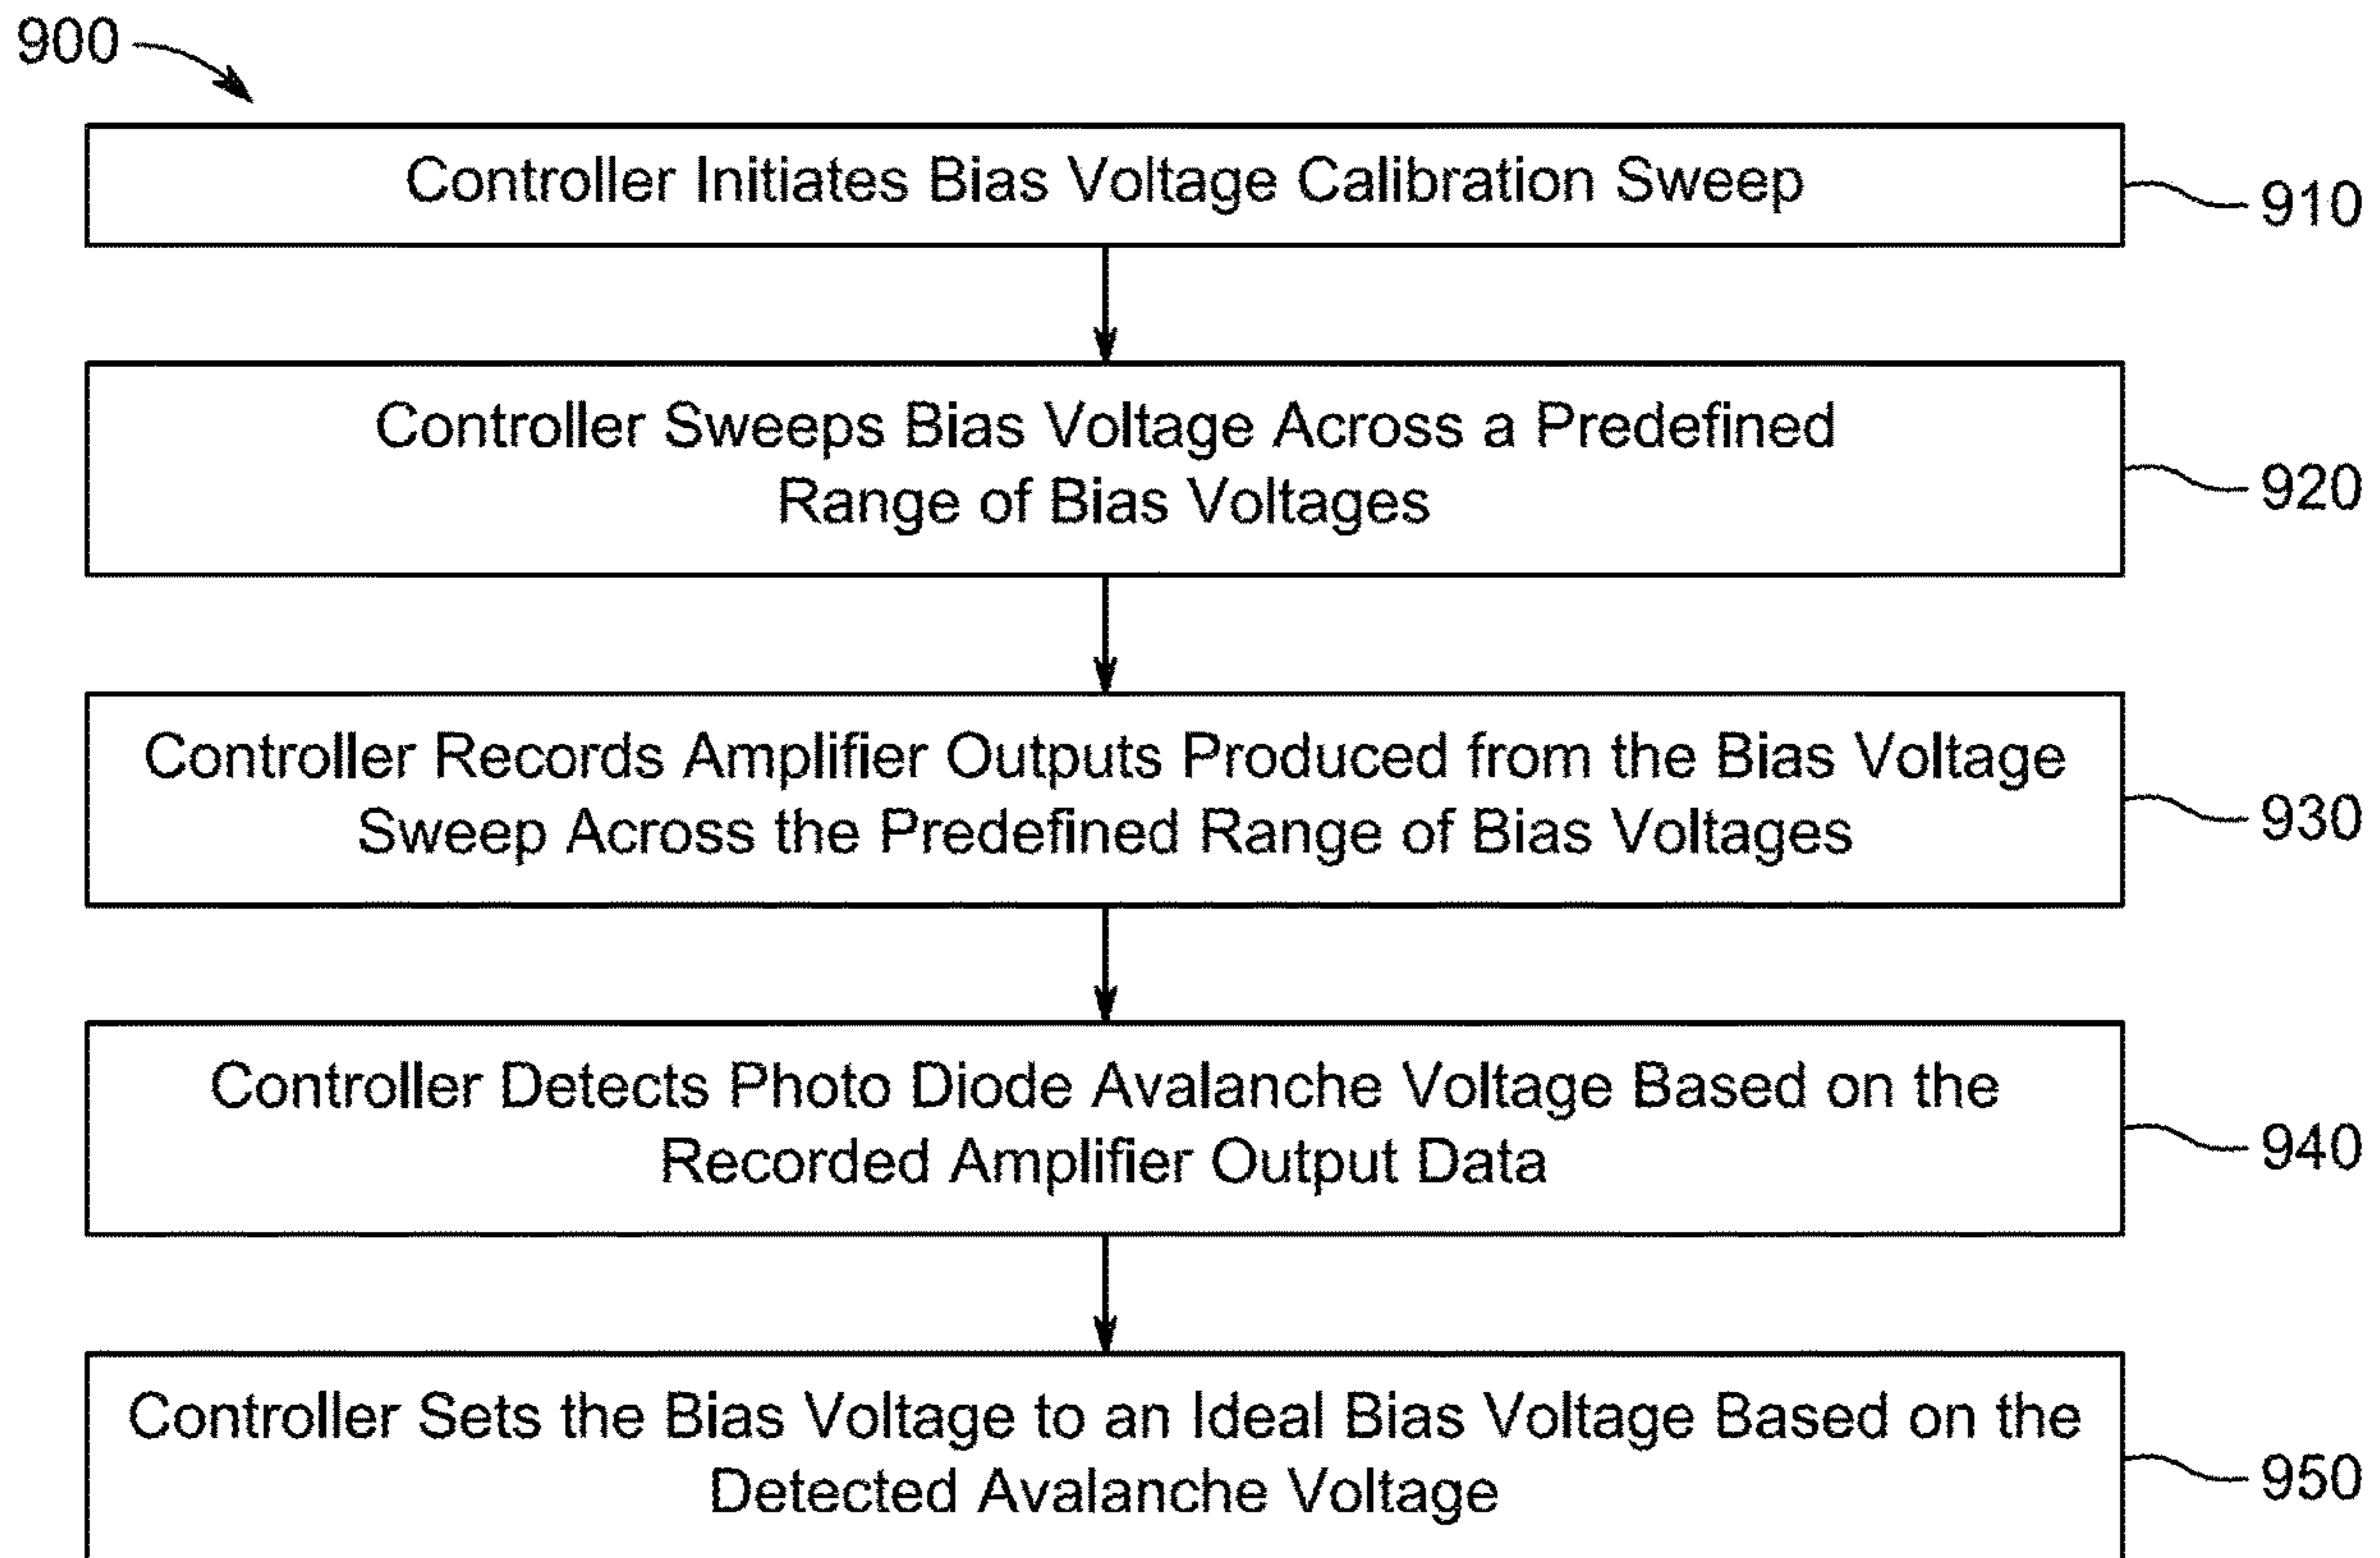 900
Controller Initiates Bias Voltage Calibration Sweep
910
Controller Sweeps Bias Voltage Across a Predefined
Range of Bias Voltages
920
Controller Records Amplifier Outputs Produced from the Bias Voltage
Sweep Across the Predefined Range of Bias Voltages
930
Controller Detects Photo Diode Avalanche Voltage Based on the
Recorded Amplifier Output Data
940
Controller Sets the Bias Voltage to an Ideal Bias Voltage Based on the
Detected Avalanche Voltage
950